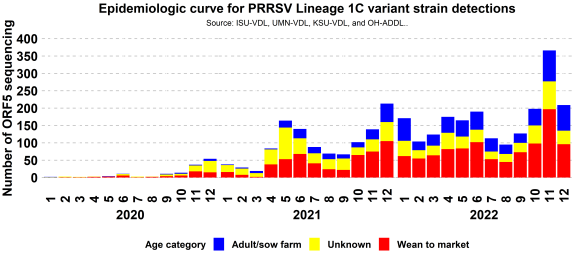 Epidemiologic curve for PRRSV Lineage 1C variant strain detections
Source: ISU-VDL, UMN-VDL, KSU-VDL, and OH-ADDL..
Number of ORF5 sequencing
400
350
300
250
200
150
100
50
0
1 2 3 4 5 6 7 8 9 10 11 12 1 2 3 4 5 6 7 8 9 10 11 12 1 2 3 4 5 6 7 8 9 10 11 12
2020 2021 2022
Age category Adult/sow farm Unknown Wean to market